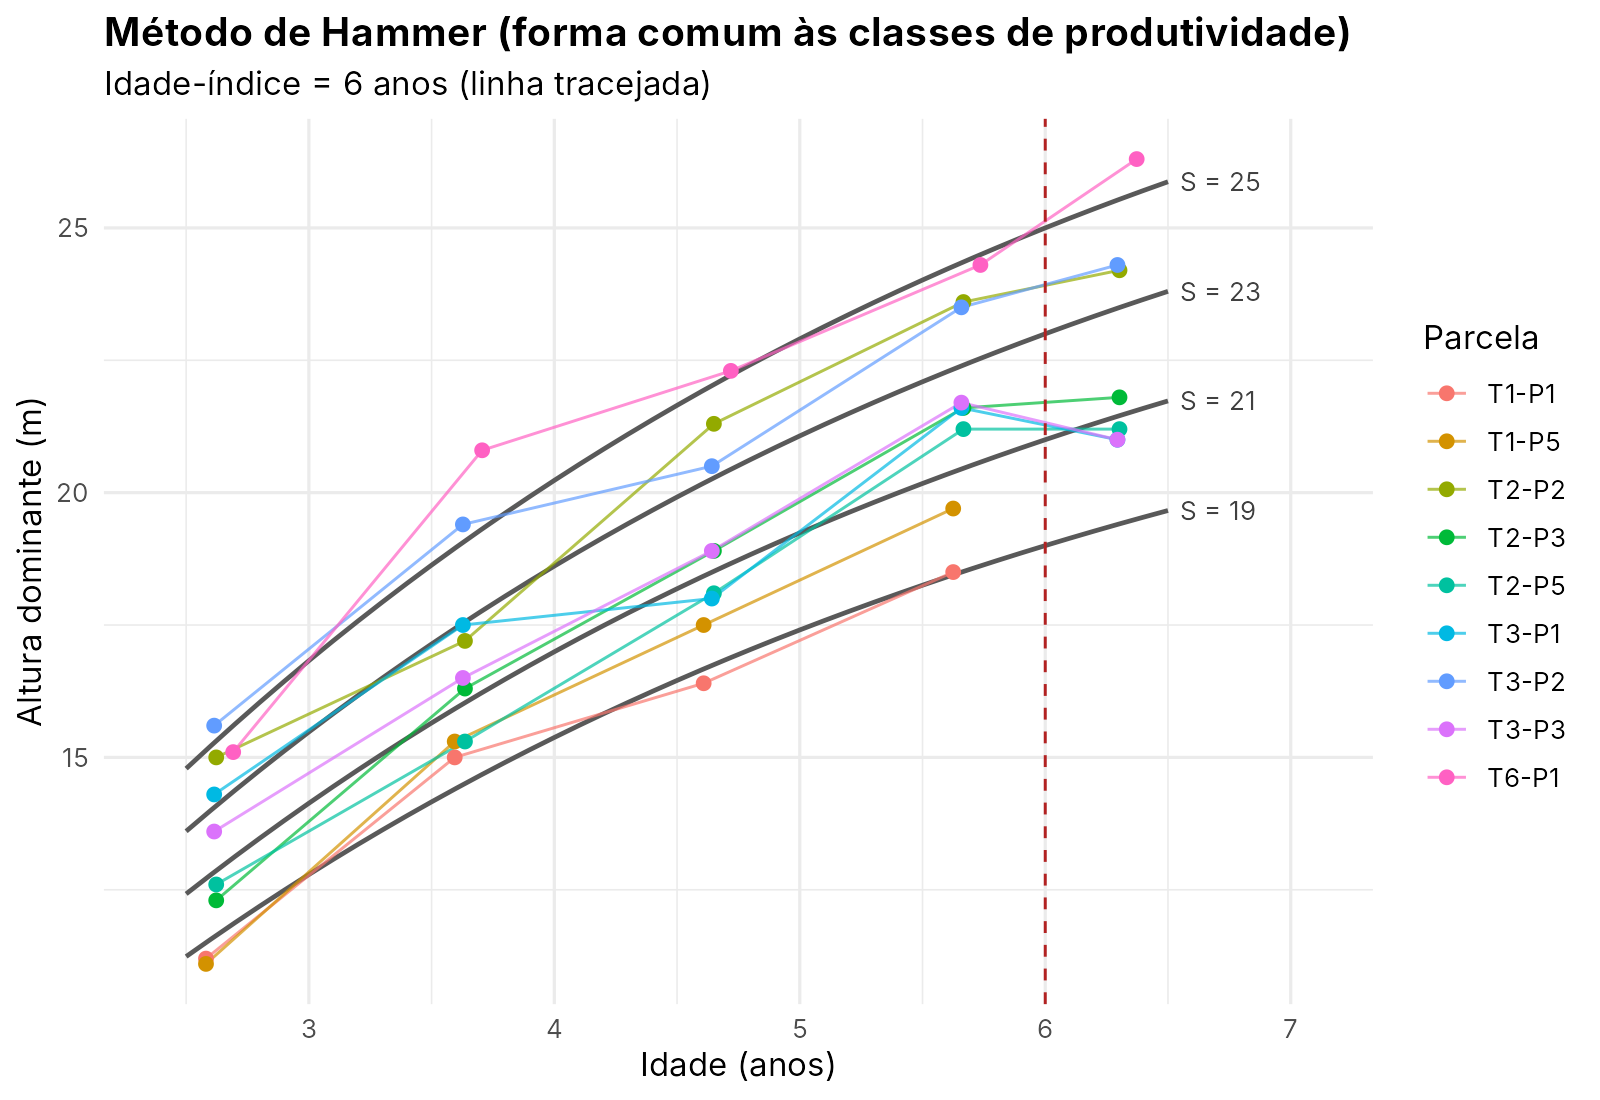 Método de Hammer (forma comum às classes de produtividade)
Idade-índice = 6 anos (linha tracejada)
S = 25
S = 23
S = 21
S = 19
25
20
15
Altura dominante (m)
3
4
5
6
7
Idade (anos)
Parcela
T1-P1
T1-P5
T2-P2
T2-P3
T2-P5
T3-P1
T3-P2
T3-P3
T6-P1